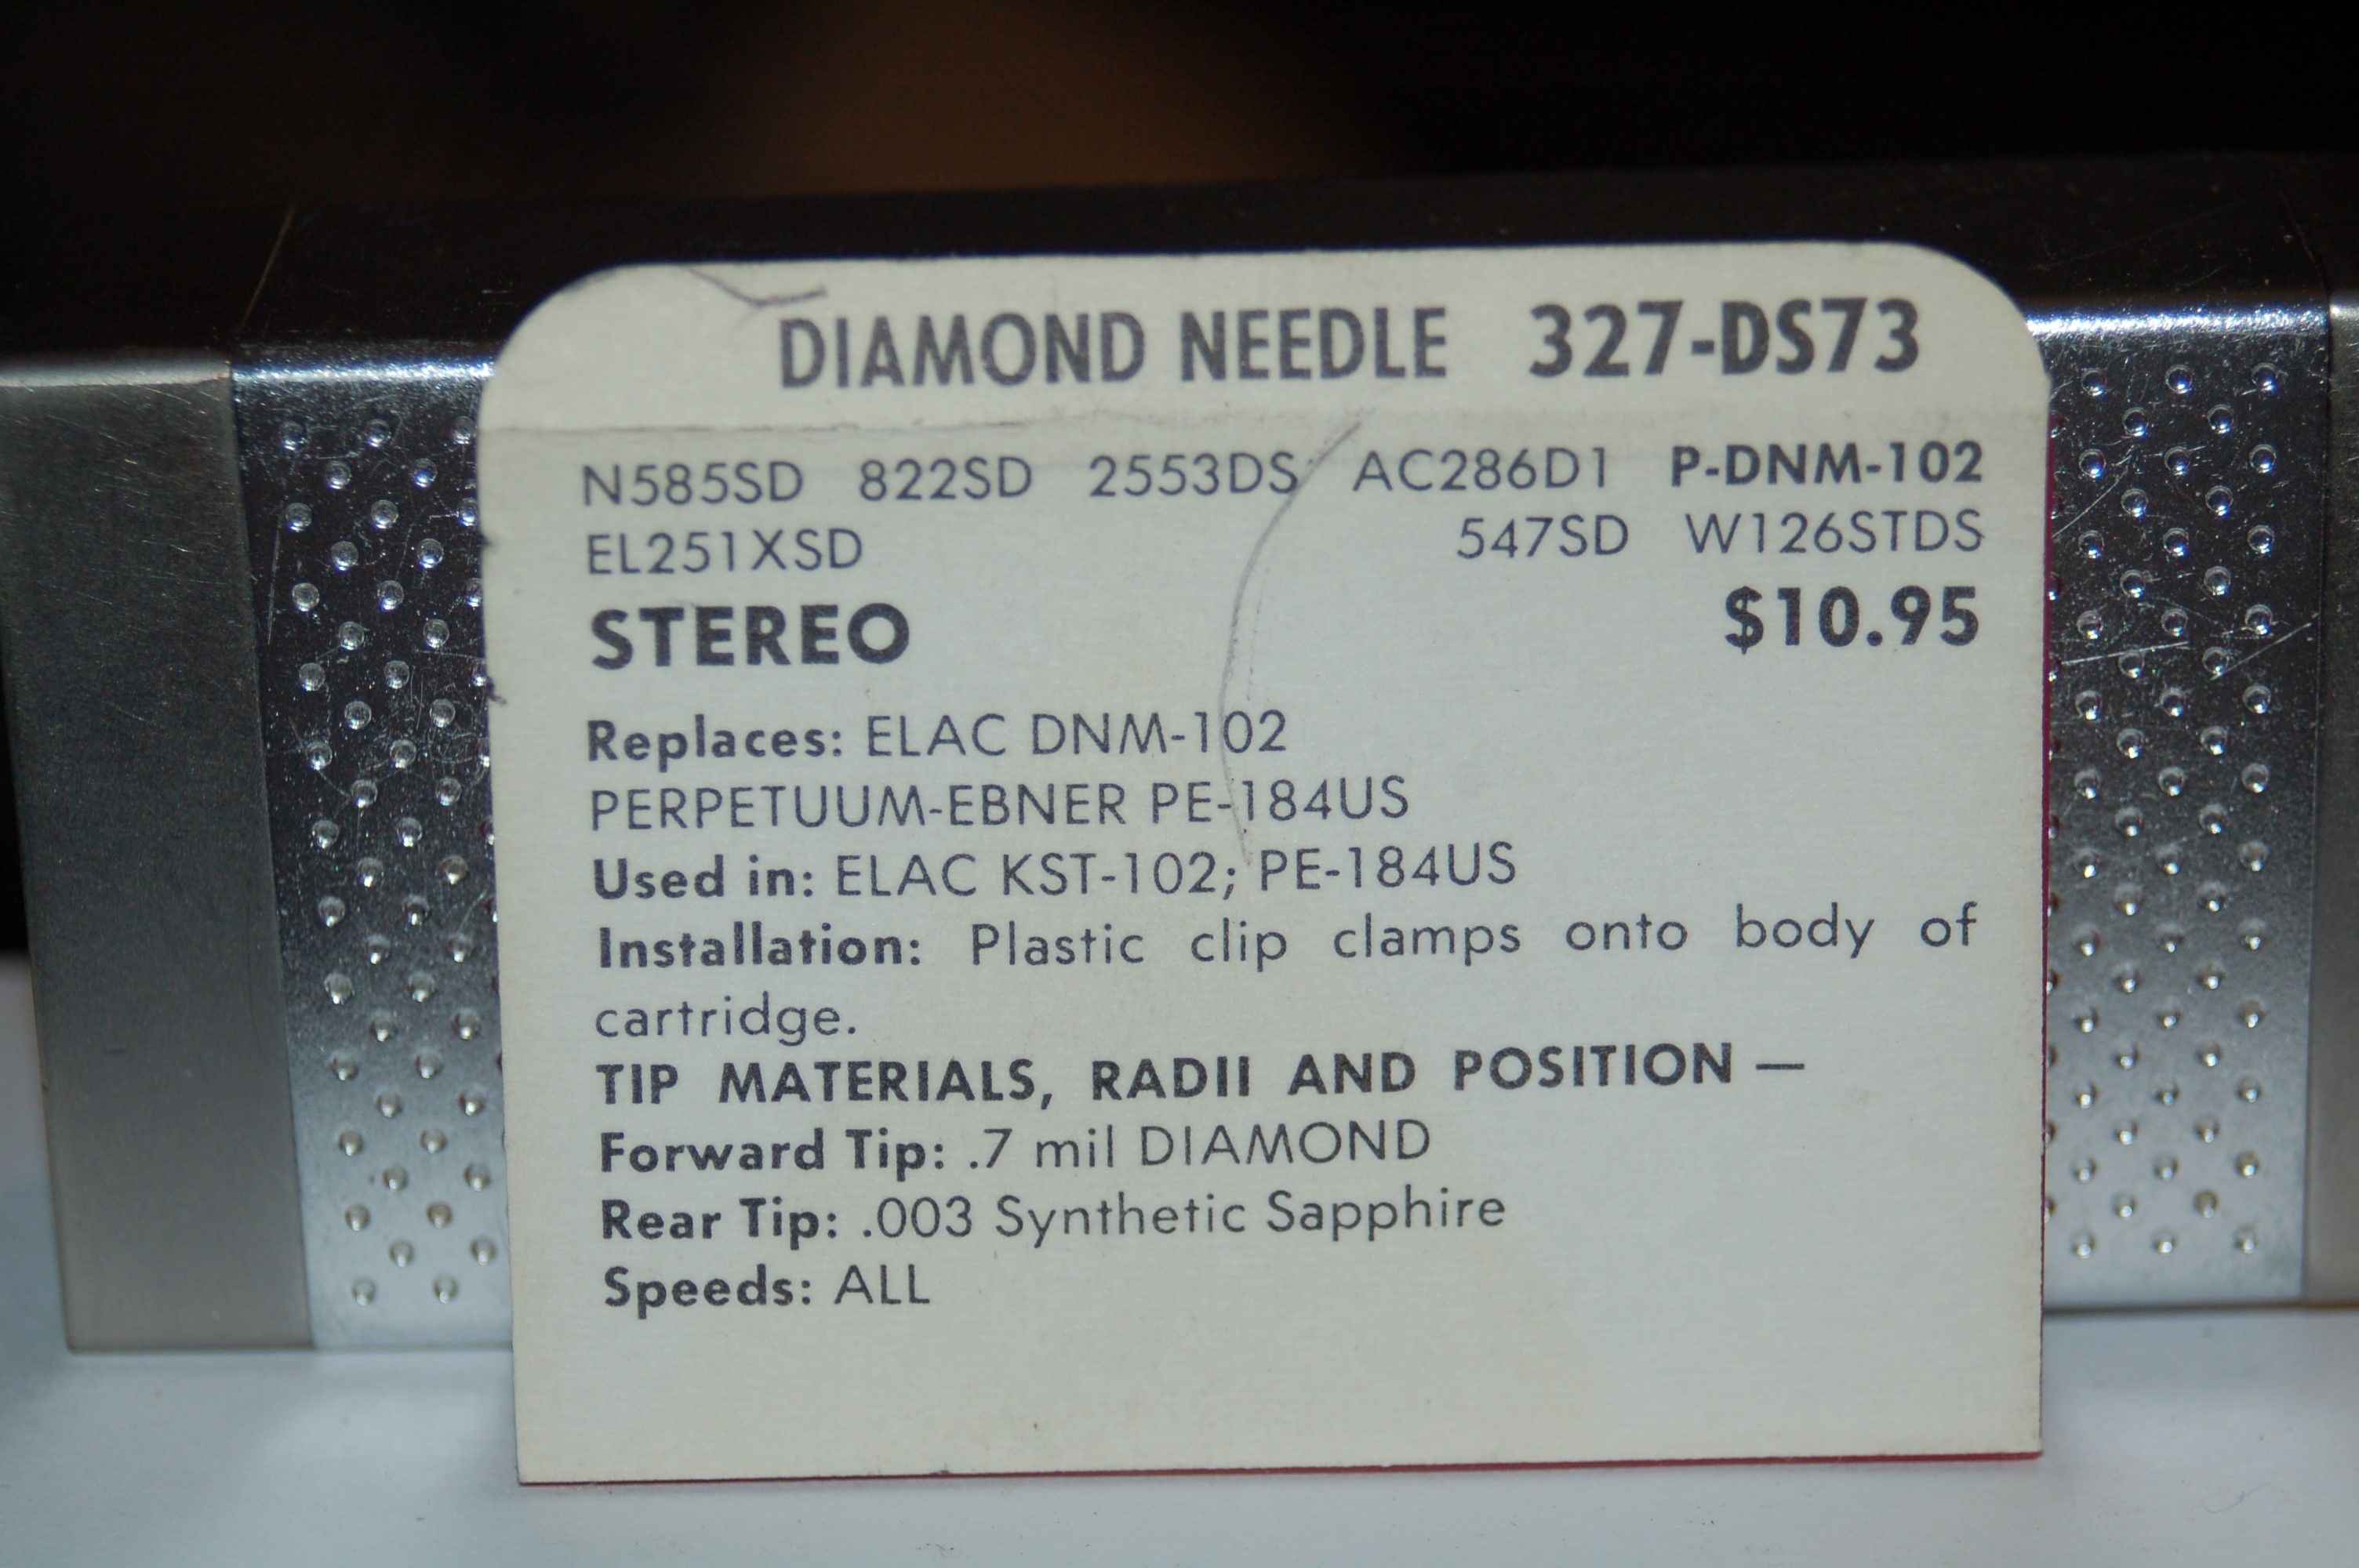 DIAMOND NEEDLE 327-DS73
N585SD 822SD 2553DS AC286D1 P-DNM-102
EL251XSD 547SD W126STDS
STEREO $10.95
Replaces: ELAC DNM-102
PERPETUUM-EBNER PE-184US
Used in: ELAC KST-102; PE-184US
Installation: Plastic clip clamps onto body of
cartridge.
TIP MATERIALS, RADII AND POSITION —
Forward Tip: .7 mil DIAMOND
Rear Tip: .003 Synthetic Sapphire
Speeds: ALL